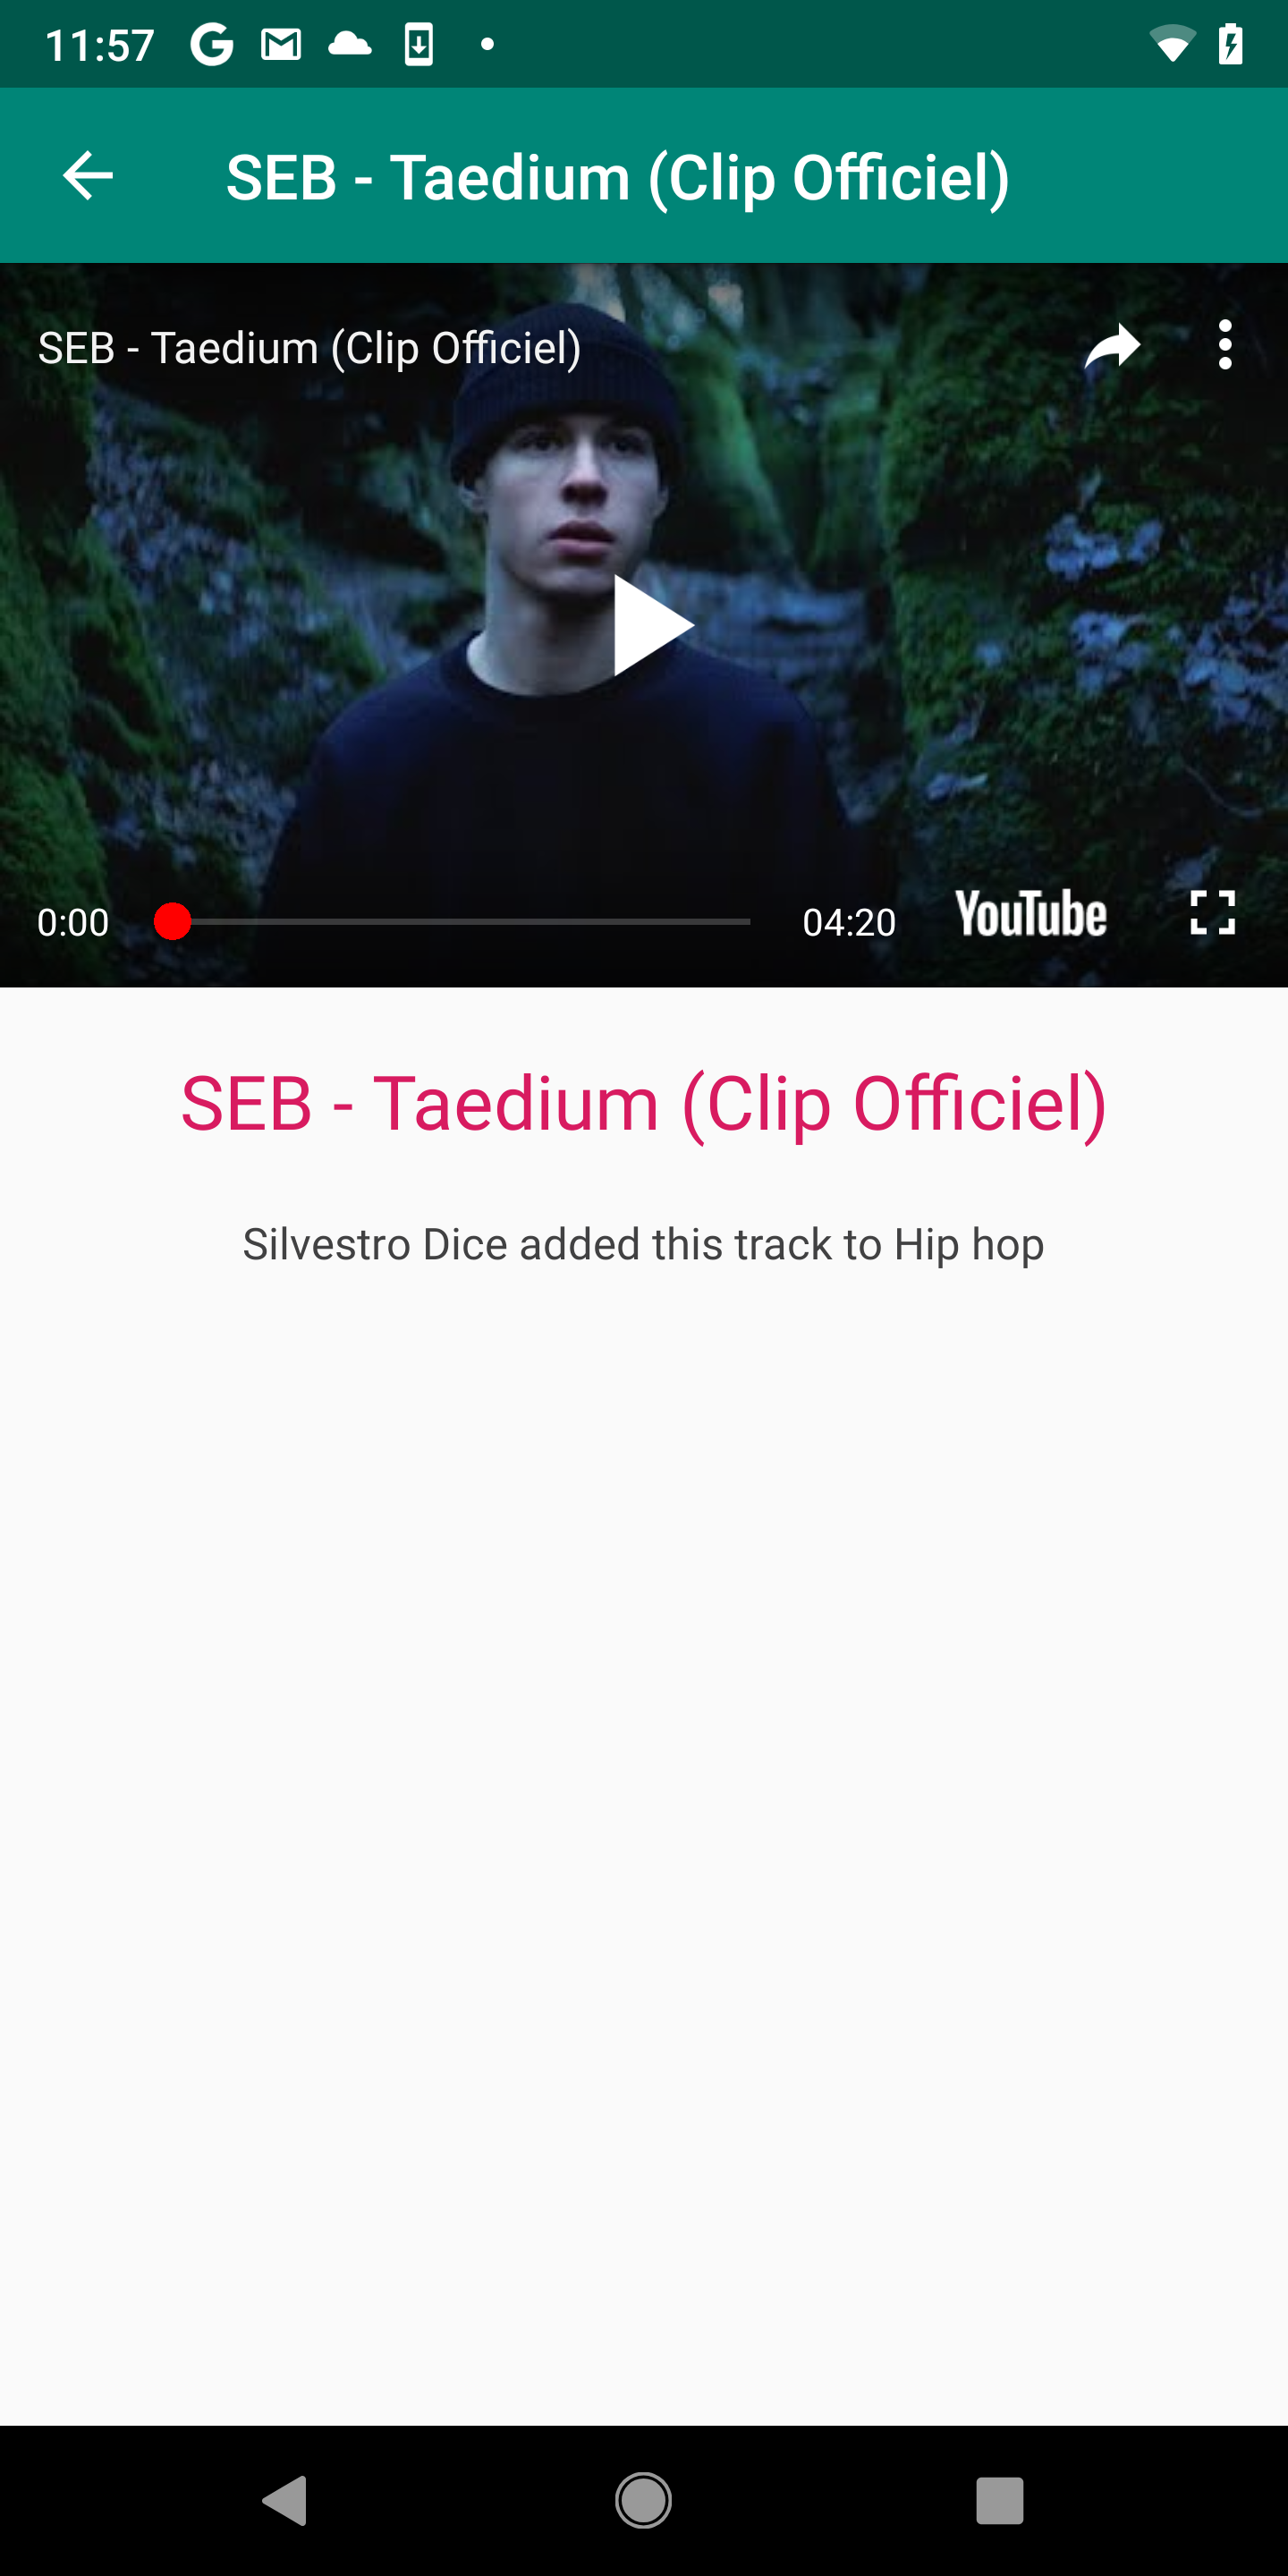 11:57
SEB - Taedium (Clip Officiel)
SEB - Taedium (Clip Officiel)
0:00
04:20
YouTube
SEB - Taedium (Clip Officiel)
Silvestro Dice added this track to Hip hop